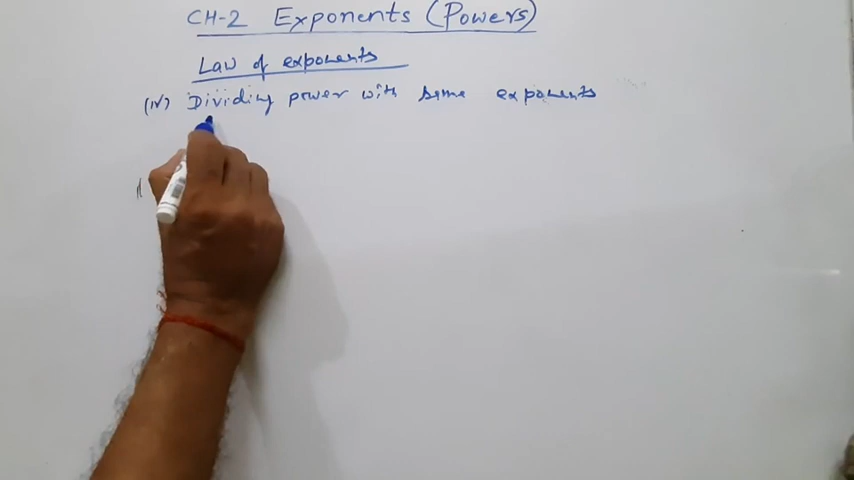 CH-2 Exponents (Powers)
Law of exponents
(iv) Dividing power with same exponents